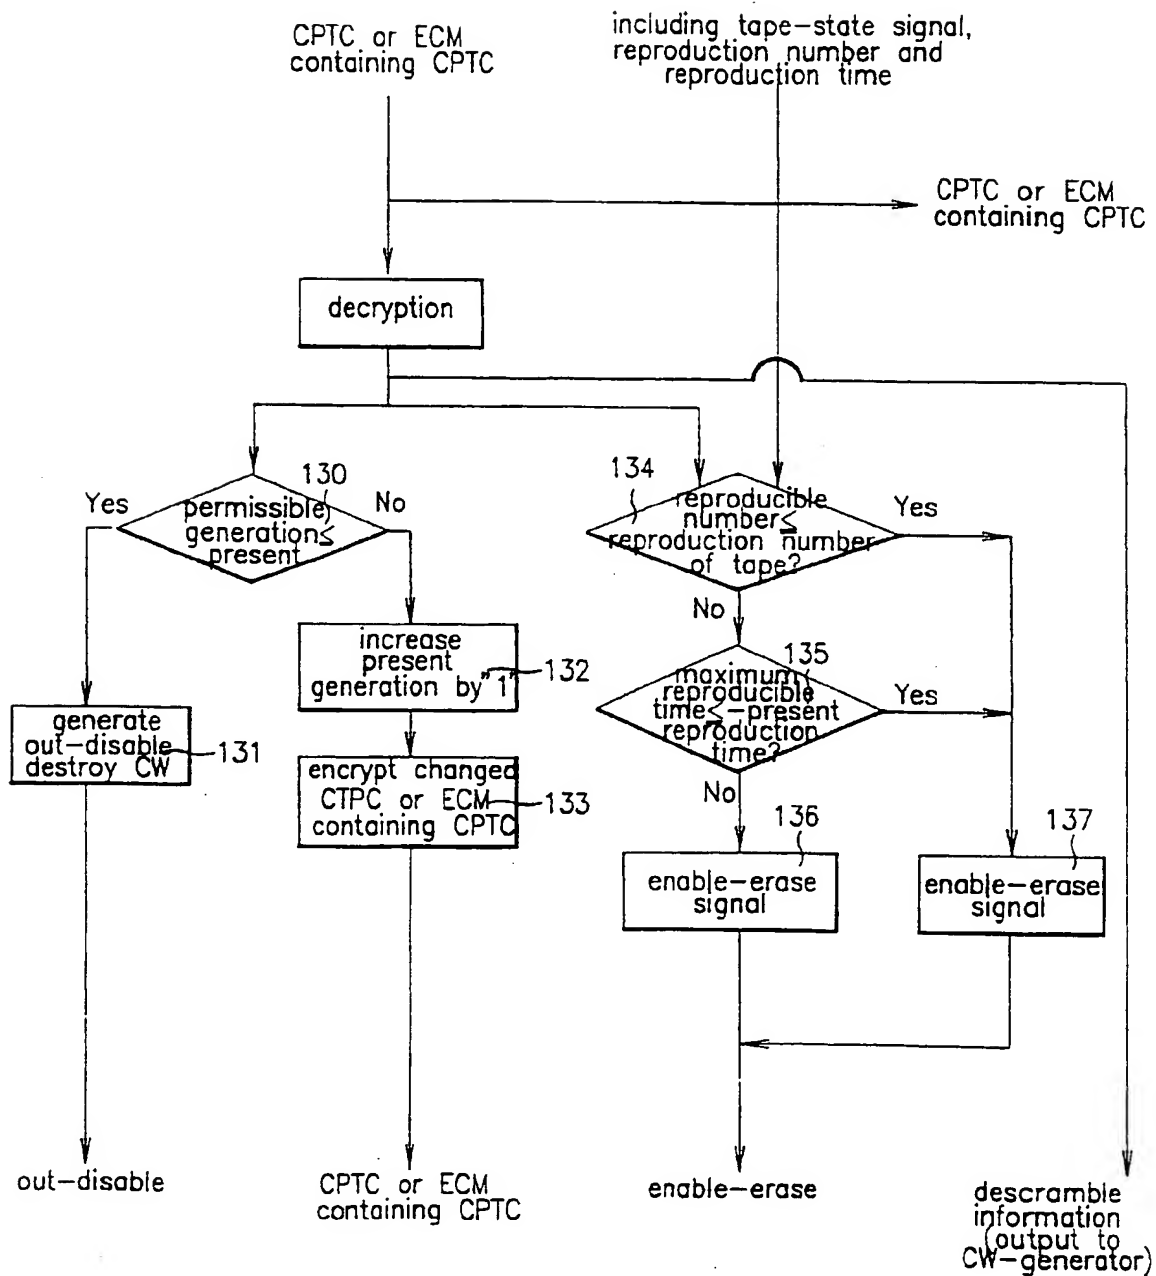 CPTC or ECM
containing CPTC
including tape-state signal,
reproduction number and
reproduction time
CPTC or ECM
containing CPTC
decryption
130
134
Yes
permissible
generation≤
present
No
reproducible
number≤
reproduction number
of tape?
Yes
No
increase
present
generation by"1"
132
135
maximum
reproducible
time≤-present
reproduction
time?
Yes
generate
out-disable
destroy CW
131
encrypt changed
CTPC or ECM
containing CPTC
133
No
136
137
enable-erase
signal
enable-erase
signal
out-disable
CPTC or ECM
containing CPTC
enable-erase
descramble
information
(output to
CW-generator)